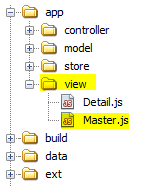 app
controller
model
store
view
Detail.js
Master.js
build
data
ext